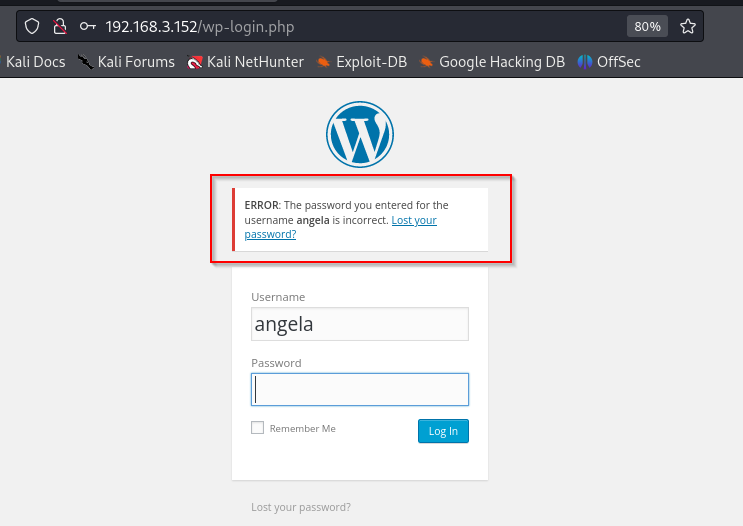 192.168.3.152/wp-login.php
80%
Kali Docs Kali Forums Kali NetHunter Exploit-DB Google Hacking DB OffSec
ERROR: The password you entered for the
username angela is incorrect. Lost your
password?
Username
angela
Password
Remember Me
Log In
Lost your password?